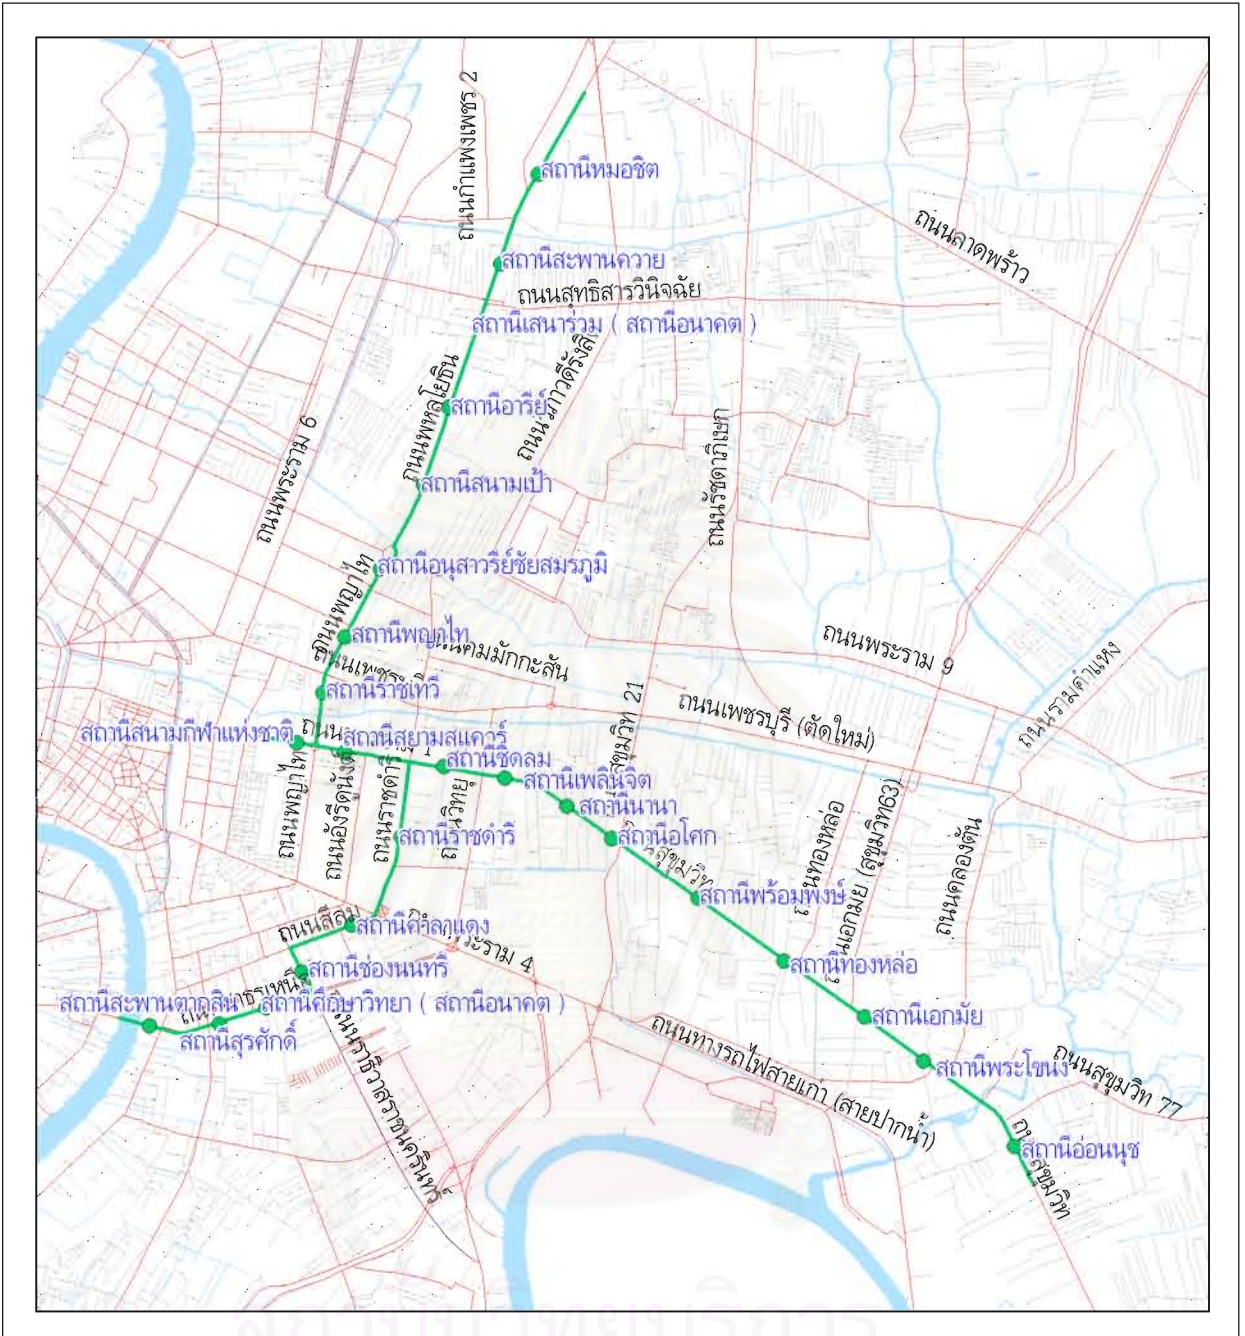 ถนนกำแพงเพชร 2
สถานีหมอชิต
ถนนลาดพร้าว
สถานีสะพานควาย
ถนนสุทธิสารวินิจฉัย
สถานีเสนาร่วม ( สถานีอนาคต )
ถนนพหลโยธิน
สถานีอารีย์
ถนนพระราม 6
ถนนรัชดาภิเษก
สถานีสนามเป้า
สถานีอนุสาวรีย์ชัยสมรภูมิ
ถนนพญาไท
สถานีพญาไท
ถนนพระราม 9
ถนนรามคำแหง
สถานีราชเทวี
ถนนเพชรบุรี (ตัดใหม่)
สถานีสนามกีฬาแห่งชาติ
ถนน
สถานีสยามสแควร์
สถานีชิดลม
สถานีเพลินจิต
สถานีนานา
ถนนพญาไท
สถานีราชดำริ
สถานีอโศก
สถานีพร้อมพงษ์
ถนนคลองตัน
ถนนสีลม
สถานีศาลาแดง
สถานีช่องนนทรี
สถานีทองหล่อ
สถานีสะพานตากสิน
สถานีศึกษาวิทยา ( สถานีอนาคต )
สถานีสุรศักดิ์
สถานีเอกมัย
ถนนทางรถไฟสายเก่า (สายปากน้ำ)
สถานีพระโขนง
ถนนสุขุมวิท 77
สถานีอ่อนนุช
สถาบันวิทยบริการ